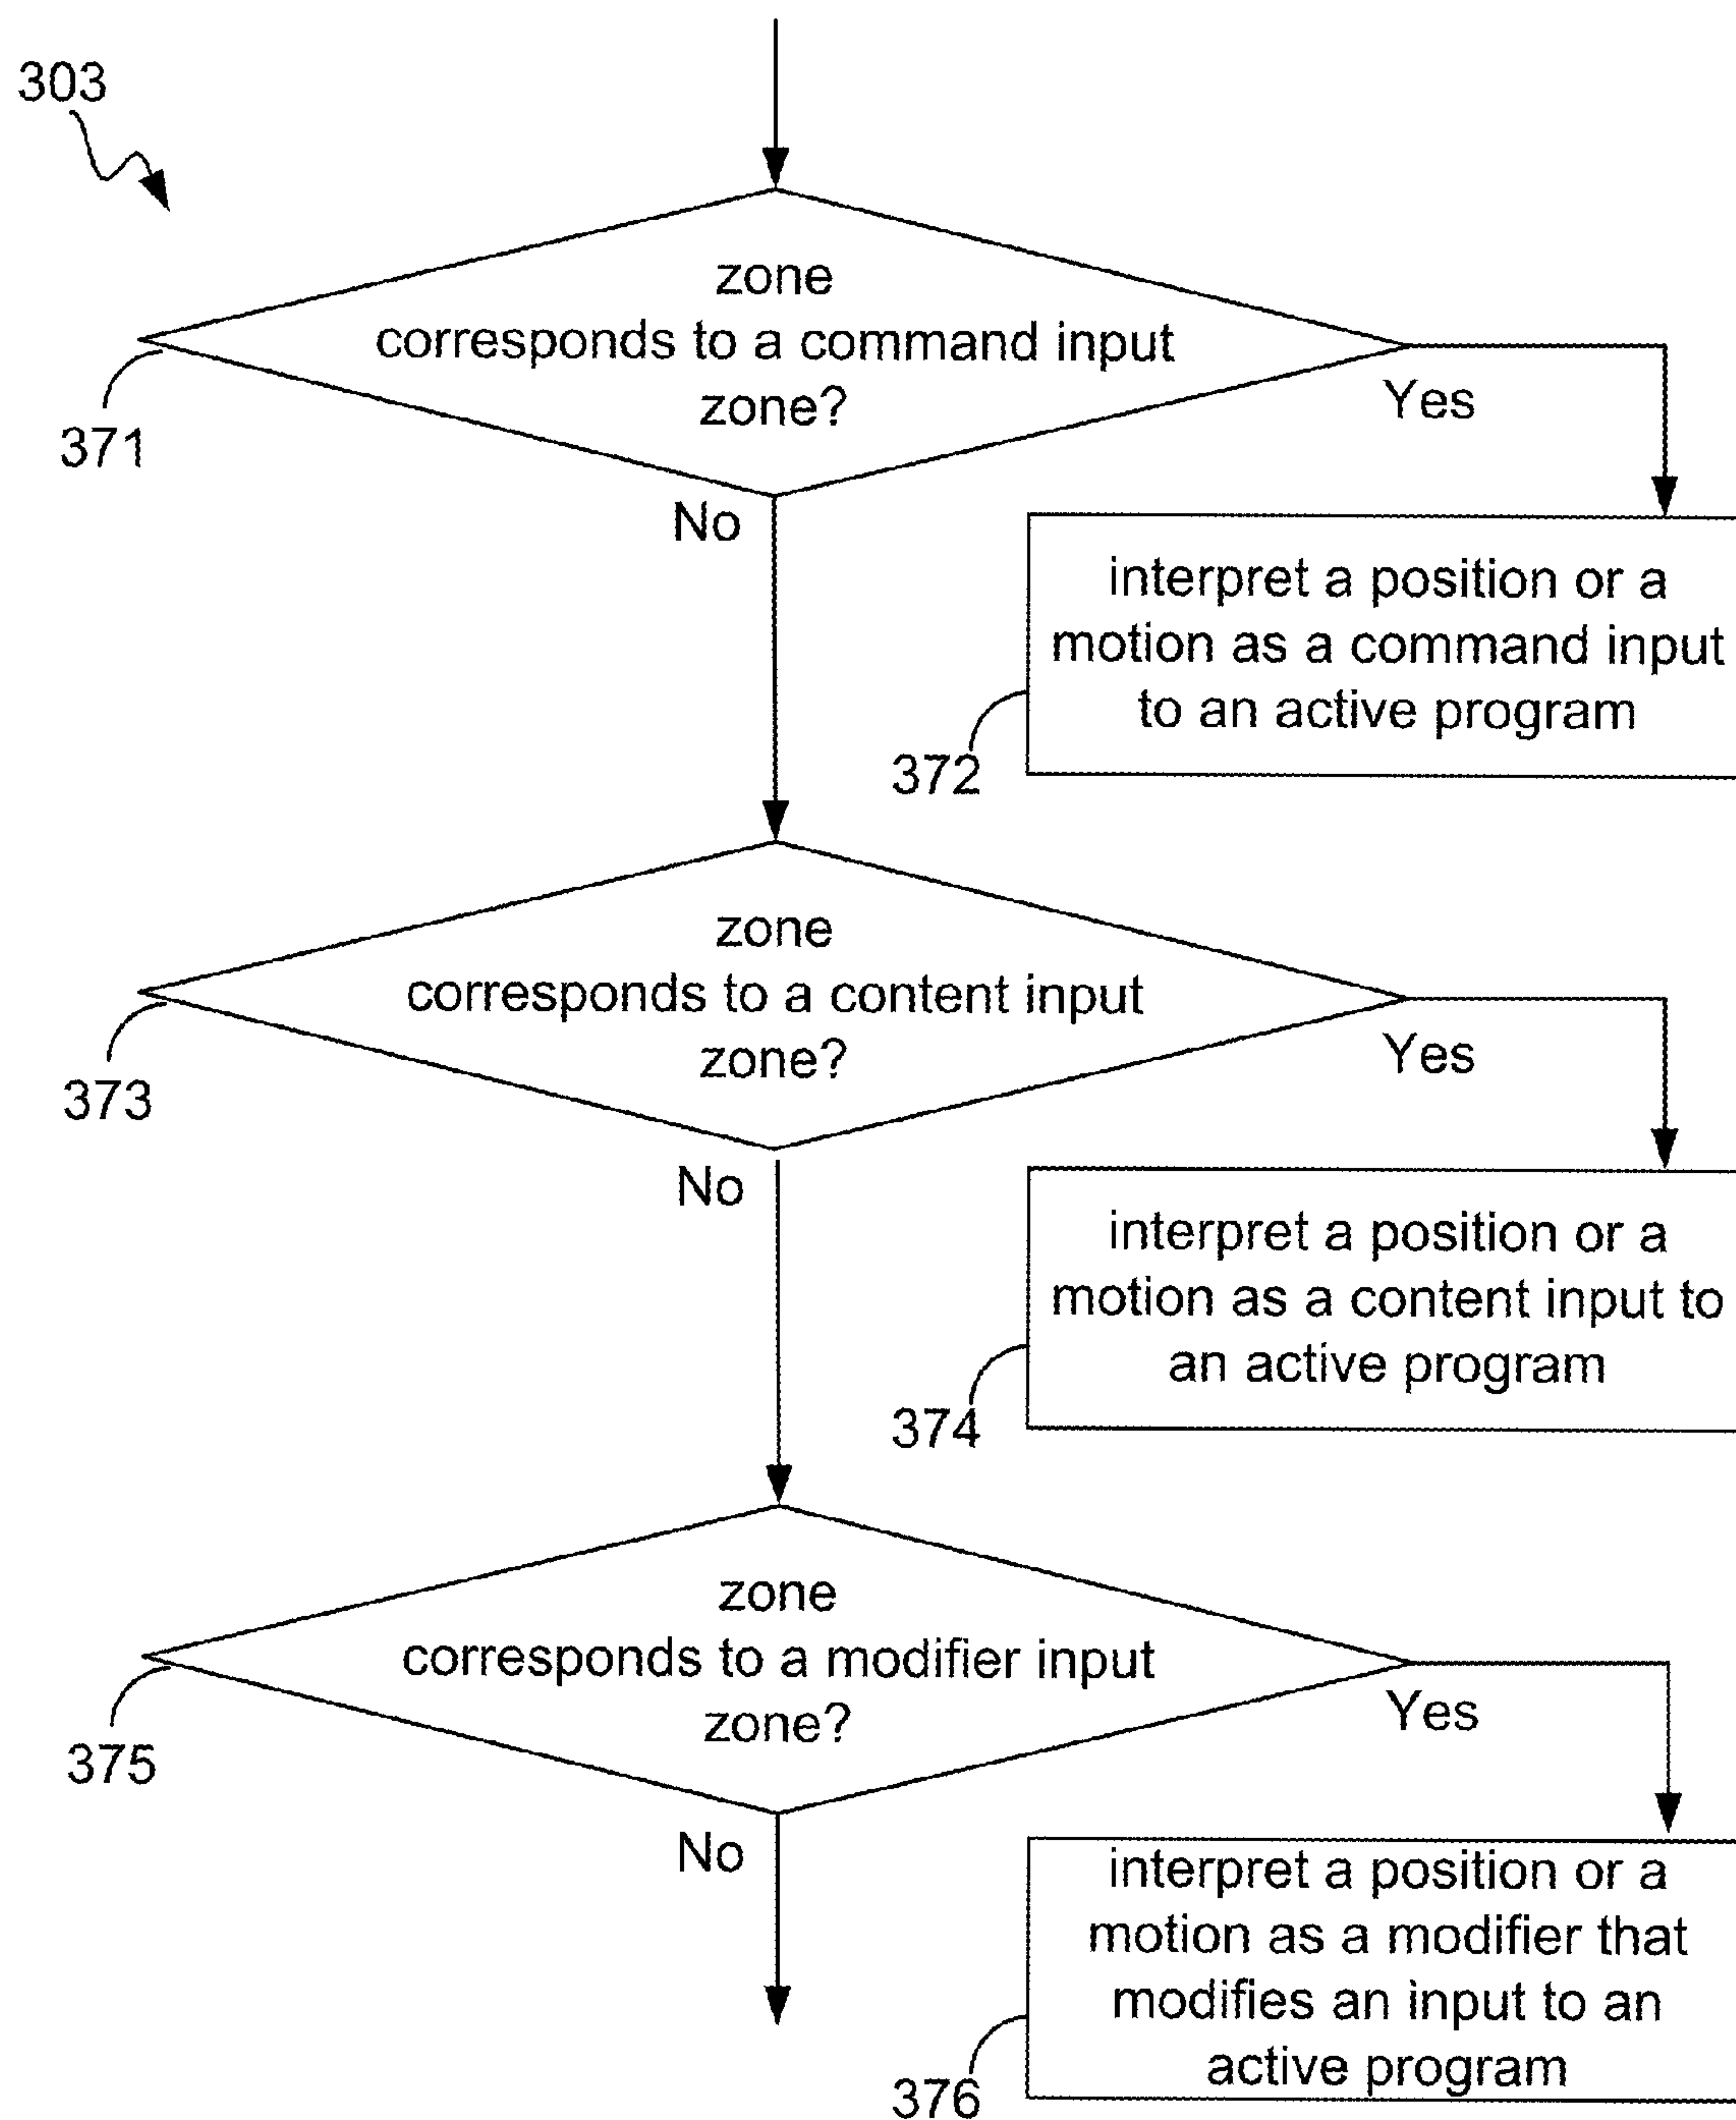 303
zone
corresponds to a command input
zone?
Yes
371
No
interpret a position or a
motion as a command input
to an active program
372
zone
corresponds to a content input
zone?
Yes
373
No
interpret a position or a
motion as a content input to
an active program
374
zone
corresponds to a modifier input
zone?
Yes
375
No
interpret a position or a
motion as a modifier that
modifies an input to an
active program
376